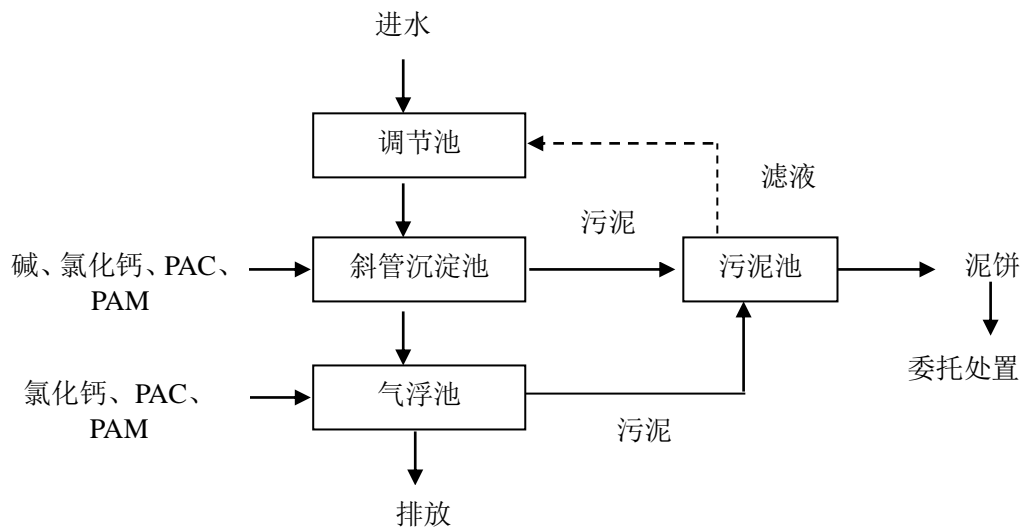 进水
调节池
滤液
污泥
碱、氯化钙、PAC、
PAM
斜管沉淀池
污泥池
泥饼
委托处置
氯化钙、PAC、
PAM
气浮池
污泥
排放